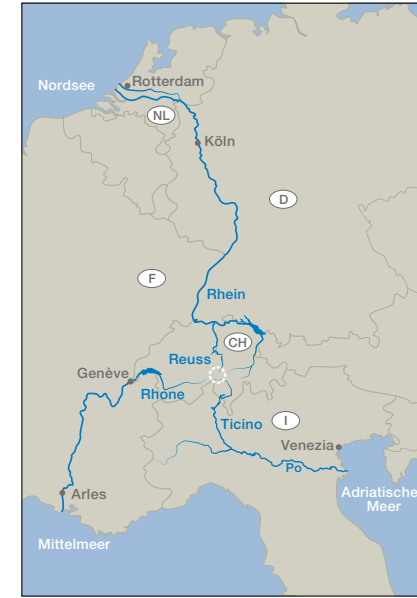 Nordsee
Rotterdam
NL
Köln
D
F
Rhein
CH
Reuss
Genève
Rhone
Ticino
I
Venezia
Po
Arles
Adriatische
Meer
Mittelmeer